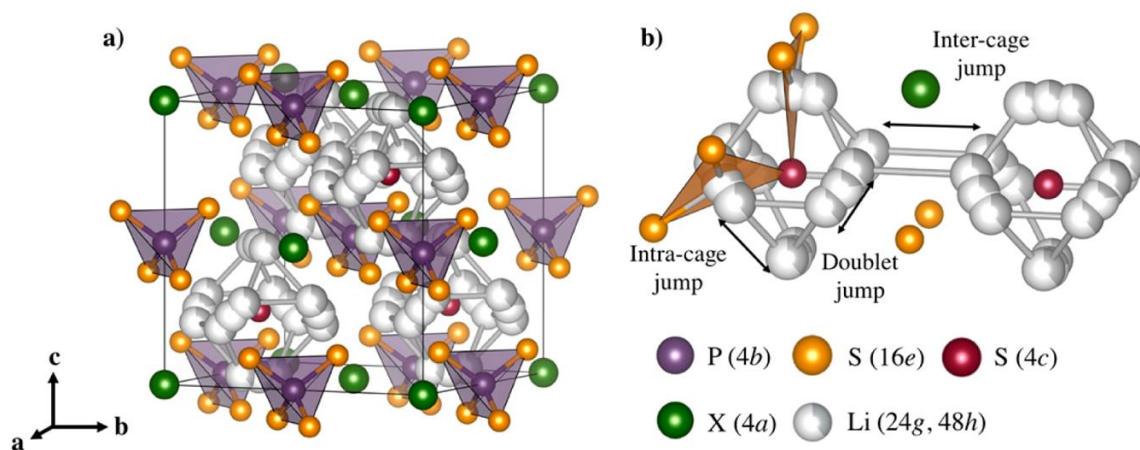 a)
c
a
b
b)
Inter-cage
jump
Intra-cage
jump
Doublet
jump
P (4b)
S (16e)
S (4c)
X (4a)
Li (24g, 48h)